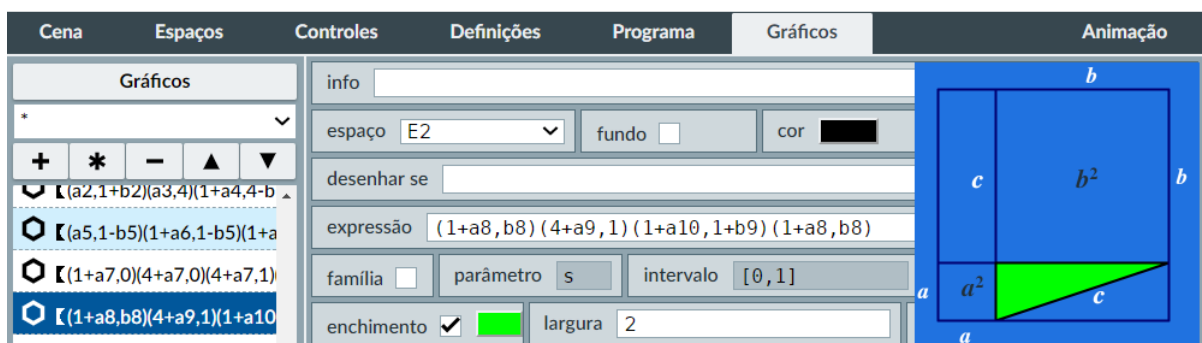 Cena Espaços Controles Definições Programa Gráficos Animação
Gráficos
*
+ * − ▲ ▼
[(a2,1+b2)(a3,4)(1+a4,4-b
[(a5,1-b5)(1+a6,1-b5)(1+a
[(1+a7,0)(4+a7,0)(4+a7,1)(
[(1+a8,b8)(4+a9,1)(1+a10
info
espaço E2 fundo cor
desenhar se
expressão (1+a8,b8)(4+a9,1)(1+a10,1+b9)(1+a8,b8)
família parâmetro s intervalo [0,1]
enchimento largura 2
b
c b² b
a a² c
a